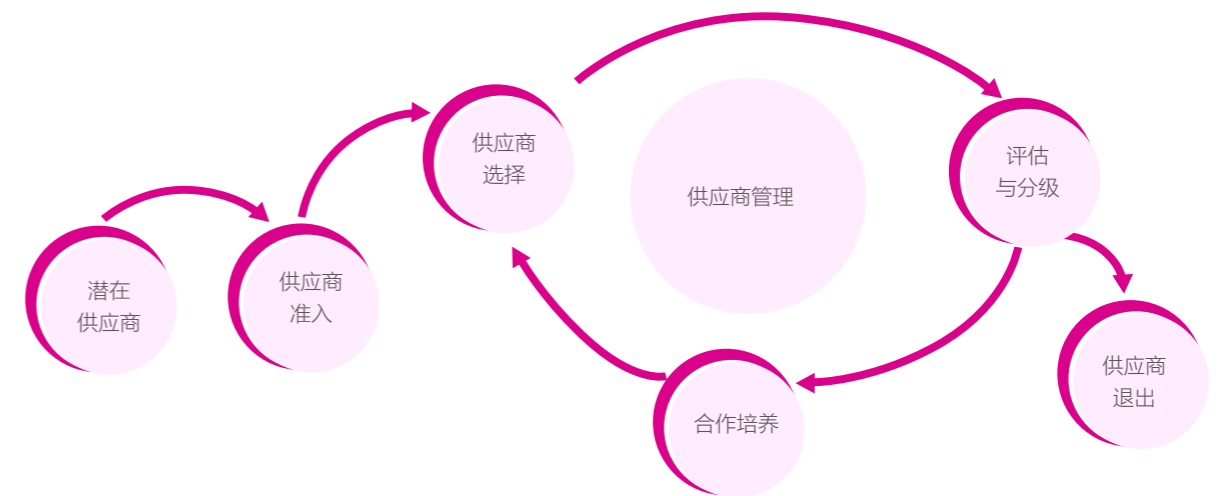 潜在
供应商
供应商
准入
供应商
选择
供应商管理
评估
与分级
合作培养
供应商
退出